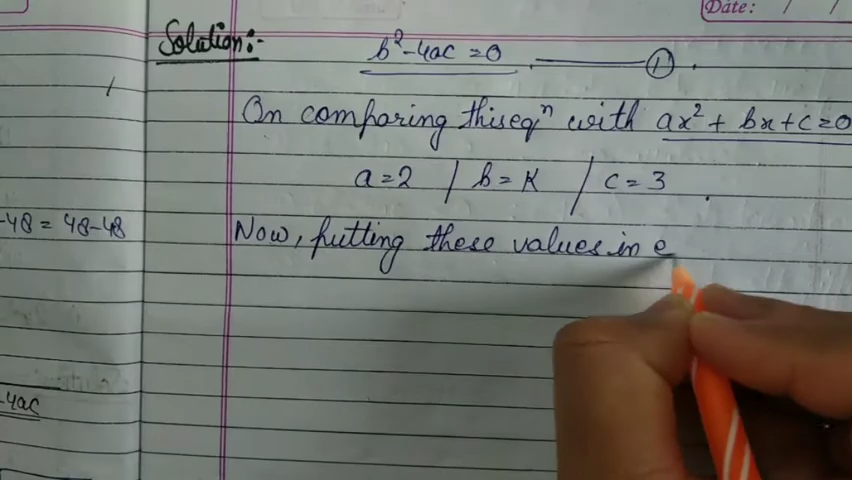 Date: / /
Solution:-
b²-4ac = 0 ——— ①.
On comparing this eqⁿ with ax² + bx + c = 0
a = 2 / b = K / c = 3.
-48 = 48-48
Now, putting these values in e
-4ac